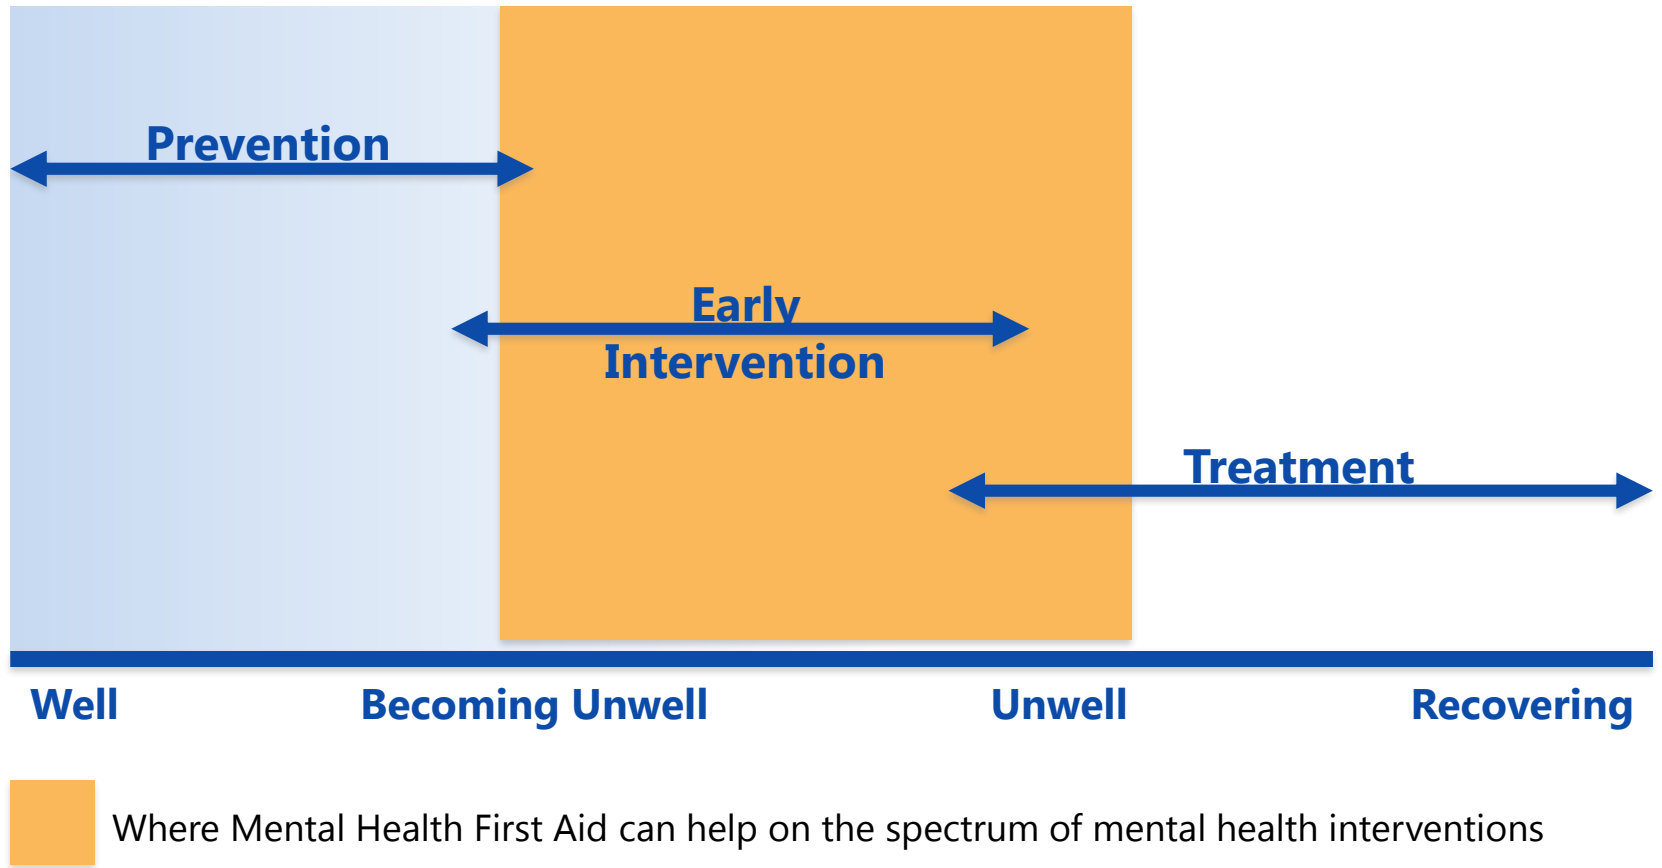 Prevention
Early
Intervention
Treatment
Well
Becoming Unwell
Unwell
Recovering
Where Mental Health First Aid can help on the spectrum of mental health interventions